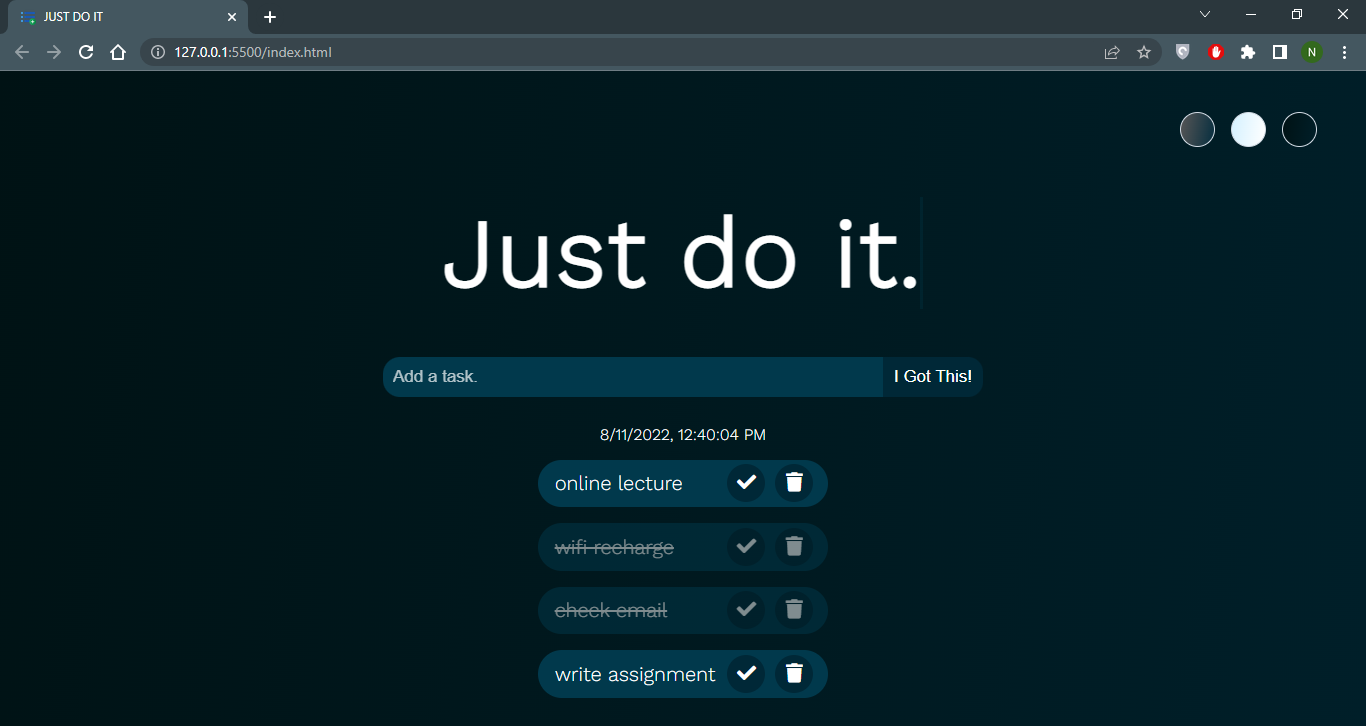 JUST DO IT
127.0.0.1:5500/index.html
N
Just do it.
Add a task.
I Got This!
8/11/2022, 12:40:04 PM
online lecture
wifi recharge
check email
write assignment